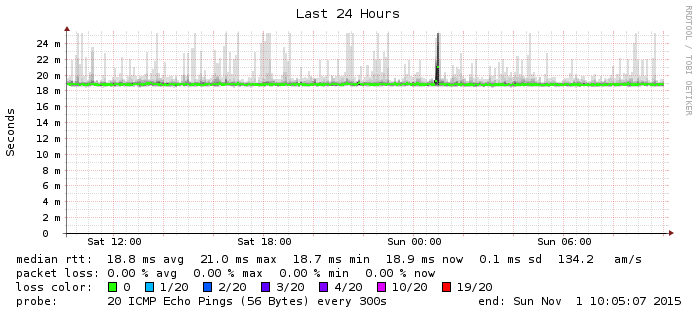 Last 24 Hours
RRDTOOL / TOBI OETIKER
Seconds
24 m
22 m
20 m
18 m
16 m
14 m
12 m
10 m
8 m
6 m
4 m
2 m
0
Sat 12:00 Sat 18:00 Sun 00:00 Sun 06:00
median rtt: 18.8 ms avg 21.0 ms max 18.7 ms min 18.9 ms now 0.1 ms sd 134.2 am/s
packet loss: 0.00 % avg 0.00 % max 0.00 % min 0.00 % now
loss color: 0 1/20 2/20 3/20 4/20 10/20 19/20
probe: 20 ICMP Echo Pings (56 Bytes) every 300s end: Sun Nov 1 10:05:07 2015